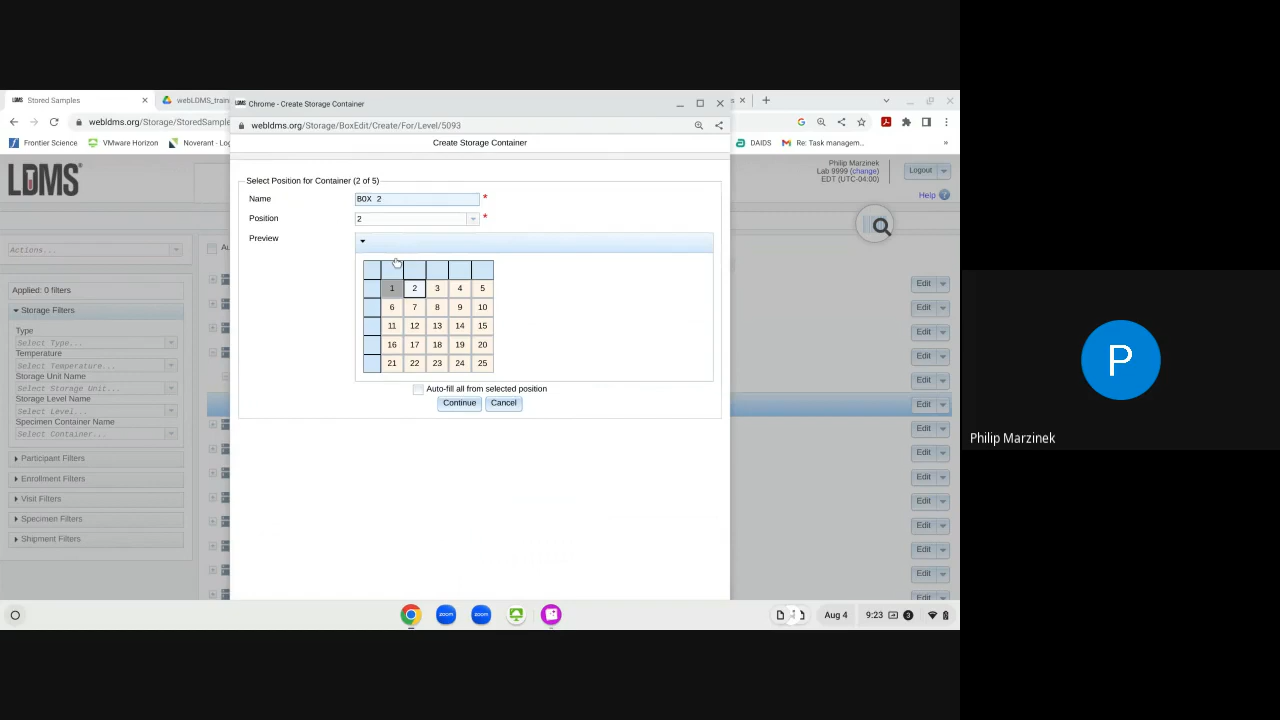 Stored Samples
webLDMS_train
Chrome - Create Storage Container
webldms.org/Storage/StoredSample
webldms.org/Storage/BoxEdit/Create/For/Level/5093
Frontier Science
VMware Horizon
Noverant - Log
DAIDS
Re: Task managem...
»
LDMS
Create Storage Container
Philip Marzinek
Lab 9999 (change)
EDT (UTC-04:00)
Logout
Help
Actions...
Applied: 0 filters
Storage Filters
Type
Select Type...
Temperature
Select Temperature...
Storage Unit Name
Select Storage Unit...
Storage Level Name
Select Level...
Specimen Container Name
Select Container...
Participant Filters
Enrollment Filters
Visit Filters
Specimen Filters
Shipment Filters
Select Position for Container (2 of 5)
Name
BOX 2
*
Position
2
*
Preview
1 2 3 4 5
6 7 8 9 10
11 12 13 14 15
16 17 18 19 20
21 22 23 24 25
Auto-fill all from selected position
Continue
Cancel
Edit
Edit
Edit
Edit
Edit
Edit
Edit
Edit
Edit
Edit
Edit
Edit
Edit
Edit
zoom
zoom
Aug 4
9:23
3
P
Philip Marzinek